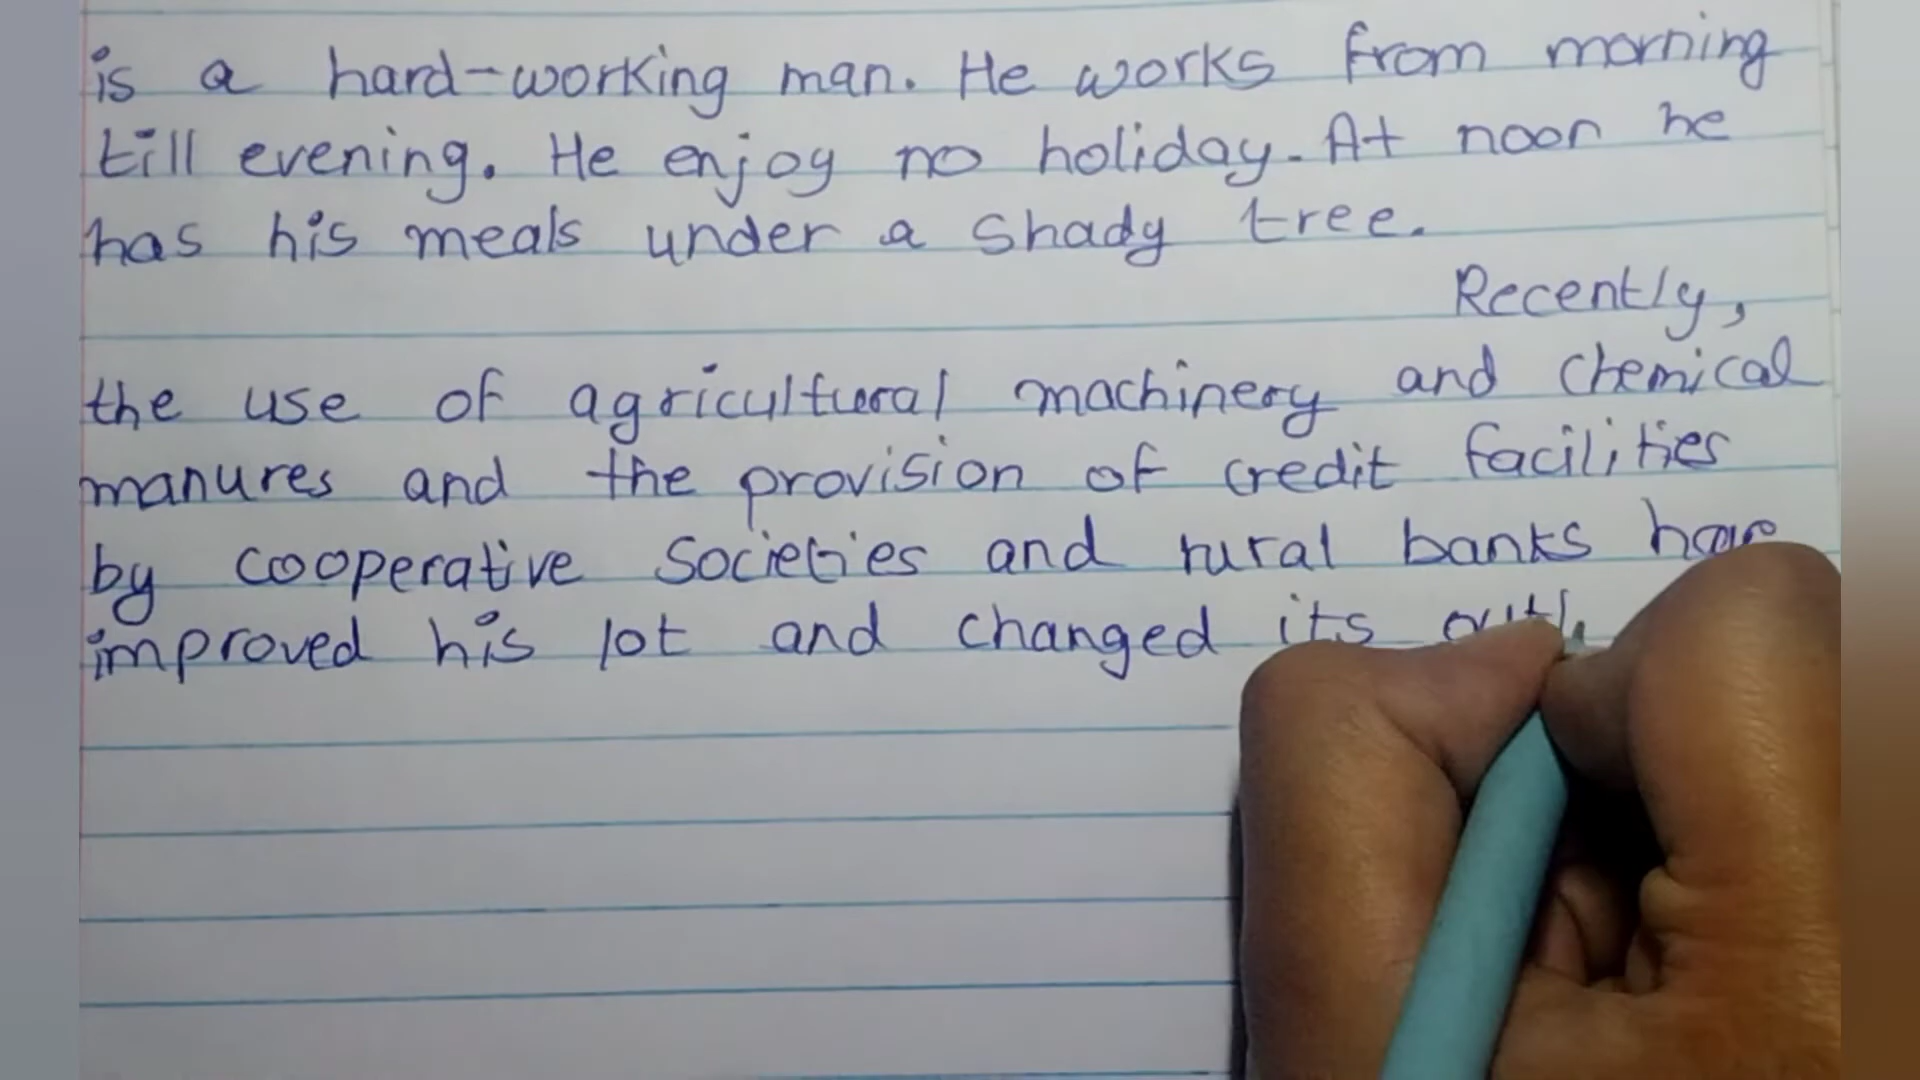 is a hard-working man. He works from morning
till evening. He enjoy no holiday. At noon he
has his meals under a shady tree.
Recently,
the use of agricultural machinery and chemical
manures and the provision of credit facilities
by cooperative Societies and rural banks
improved his lot and changed its